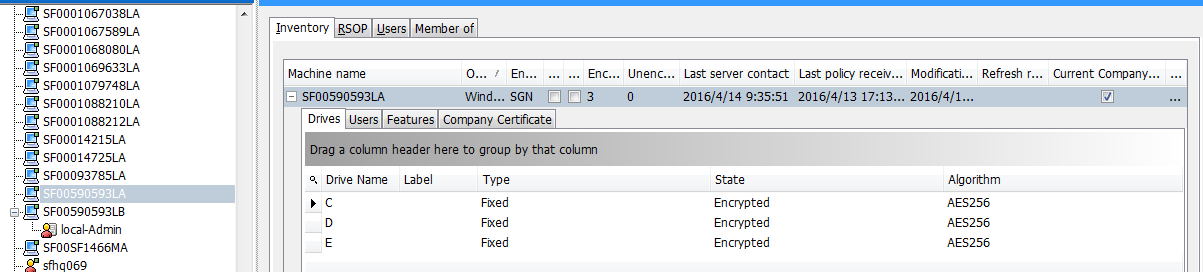 SF0001067038LA
SF0001067589LA
SF0001068080LA
SF0001069633LA
SF0001079748LA
SF0001088210LA
SF0001088212LA
SF00014215LA
SF00014725LA
SF00093785LA
SF00590593LA
SF00590593LB
local-Admin
SF00SF1466MA
sfhq069
Inventory RSOP Users Member of
Machine name O... En... ... ... Enc... Unenc... Last server contact Last policy receiv... Modificati... Refresh r... Current Company... ...
SF00590593LA Wind... SGN 3 0 2016/4/14 9:35:51 2016/4/13 17:13... 2016/4/1... ...
Drives Users Features Company Certificate
Drag a column header here to group by that column
Drive Name Label Type State Algorithm
C Fixed Encrypted AES256
D Fixed Encrypted AES256
E Fixed Encrypted AES256